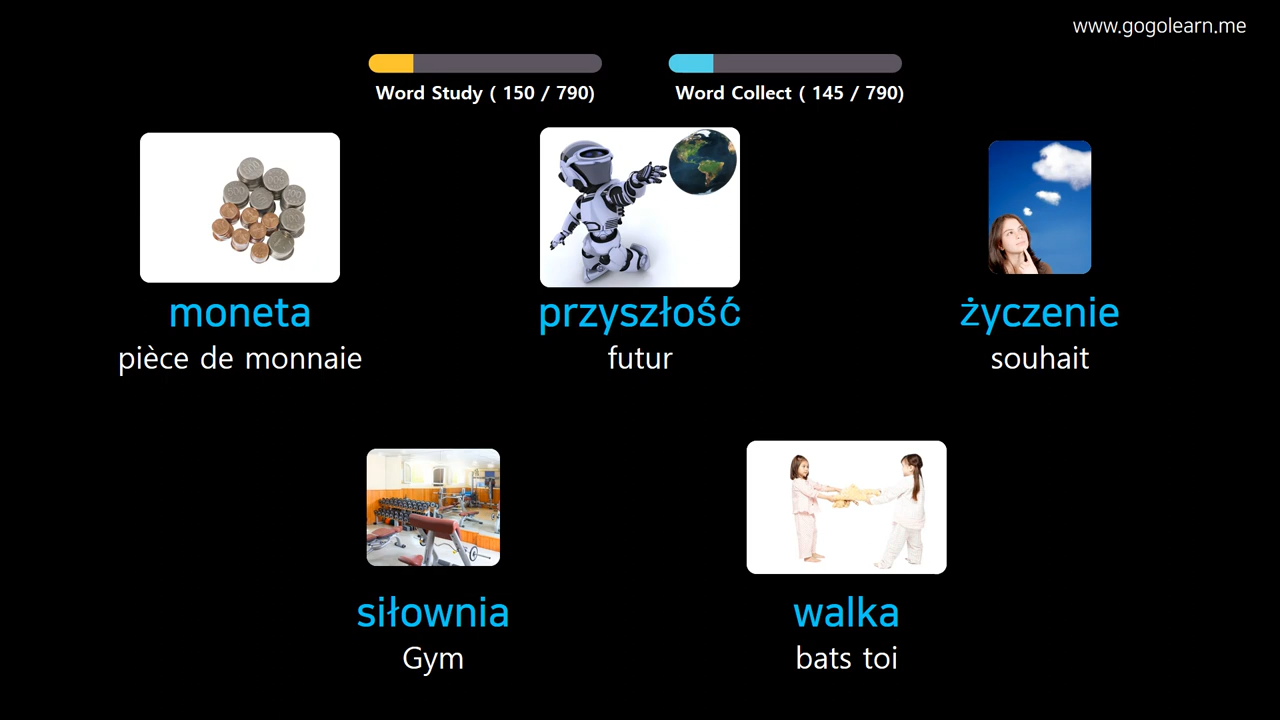 www.gogolearn.me
Word Study ( 150 / 790)
Word Collect ( 145 / 790)
moneta
pièce de monnaie
przyszłość
futur
życzenie
souhait
siłownia
Gym
walka
bats toi